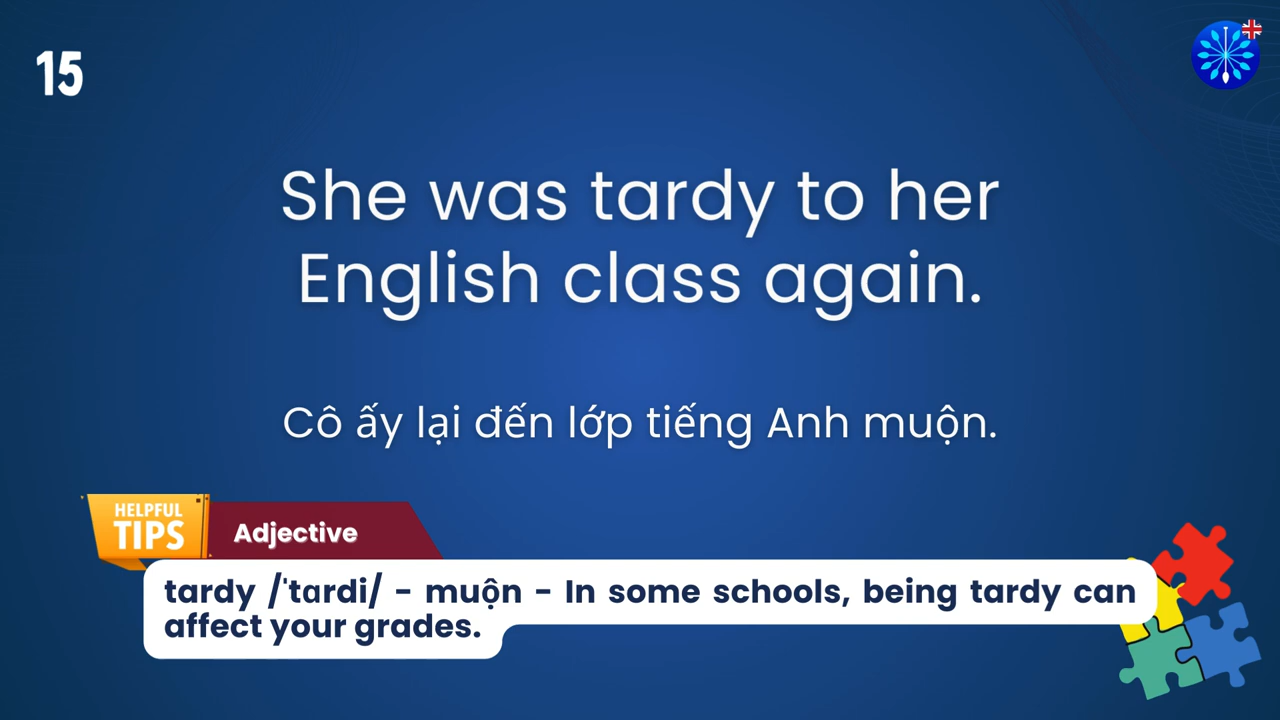 15
She was tardy to her
English class again.
Cô ấy lại đến lớp tiếng Anh muộn.
HELPFUL
TIPS
Adjective
tardy /ˈtɑrdi/ - muộn - In some schools, being tardy can
affect your grades.